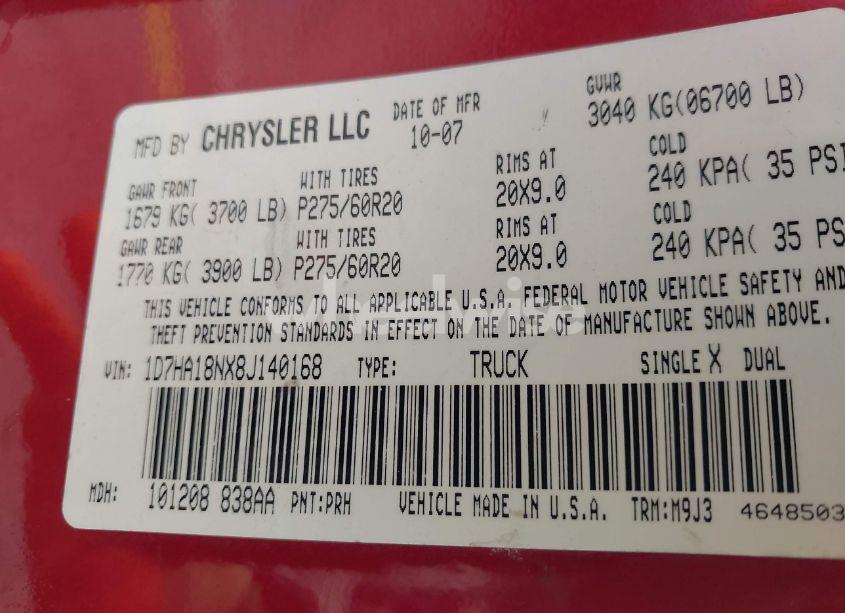 MFD BY CHRYSLER LLC DATE OF MFR 10-07 GVWR 3040 KG(06700 LB)
GAWR FRONT WITH TIRES RIMS AT COLD
1679 KG( 3700 LB) P275/60R20 20X9.0 240 KPA( 35 PSI
GAWR REAR WITH TIRES RIMS AT COLD
1770 KG( 3900 LB) P275/60R20 20X9.0 240 KPA( 35 PS
THIS VEHICLE CONFORMS TO ALL APPLICABLE U.S.A. FEDERAL MOTOR VEHICLE SAFETY AND
THEFT PREVENTION STANDARDS IN EFFECT ON THE DATE OF MANUFACTURE SHOWN ABOVE.
VIN: 1D7HA18NX8J140168 TYPE: TRUCK SINGLE X DUAL
MDH: 101208 838AA PNT:PRH VEHICLE MADE IN U.S.A. TRM:M9J3 4648503